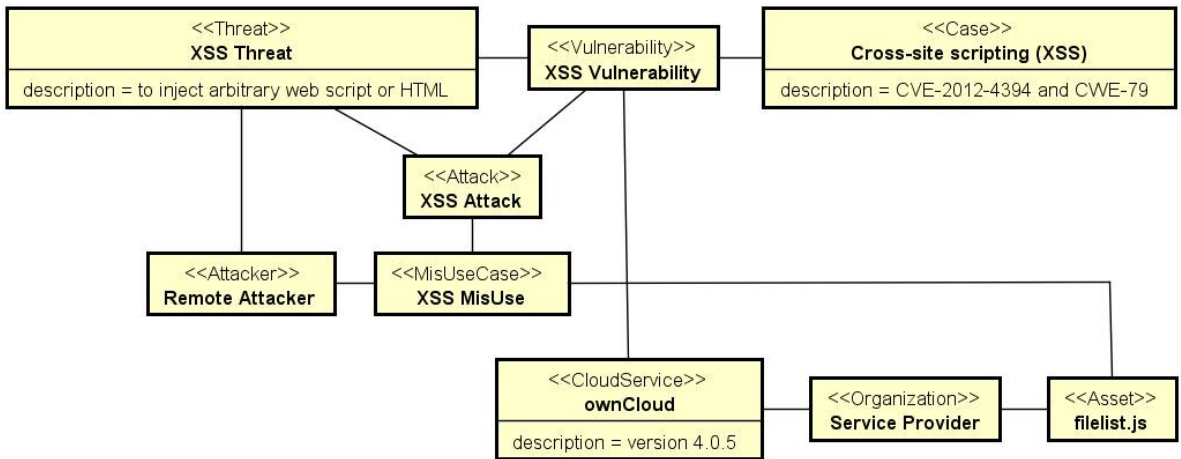 <<Threat>>
XSS Threat
description = to inject arbitrary web script or HTML
<<Vulnerability>>
XSS Vulnerability
<<Case>>
Cross-site scripting (XSS)
description = CVE-2012-4394 and CWE-79
<<Attack>>
XSS Attack
<<Attacker>>
Remote Attacker
<<MisUseCase>>
XSS MisUse
<<CloudService>>
ownCloud
description = version 4.0.5
<<Organization>>
Service Provider
<<Asset>>
filelist.js